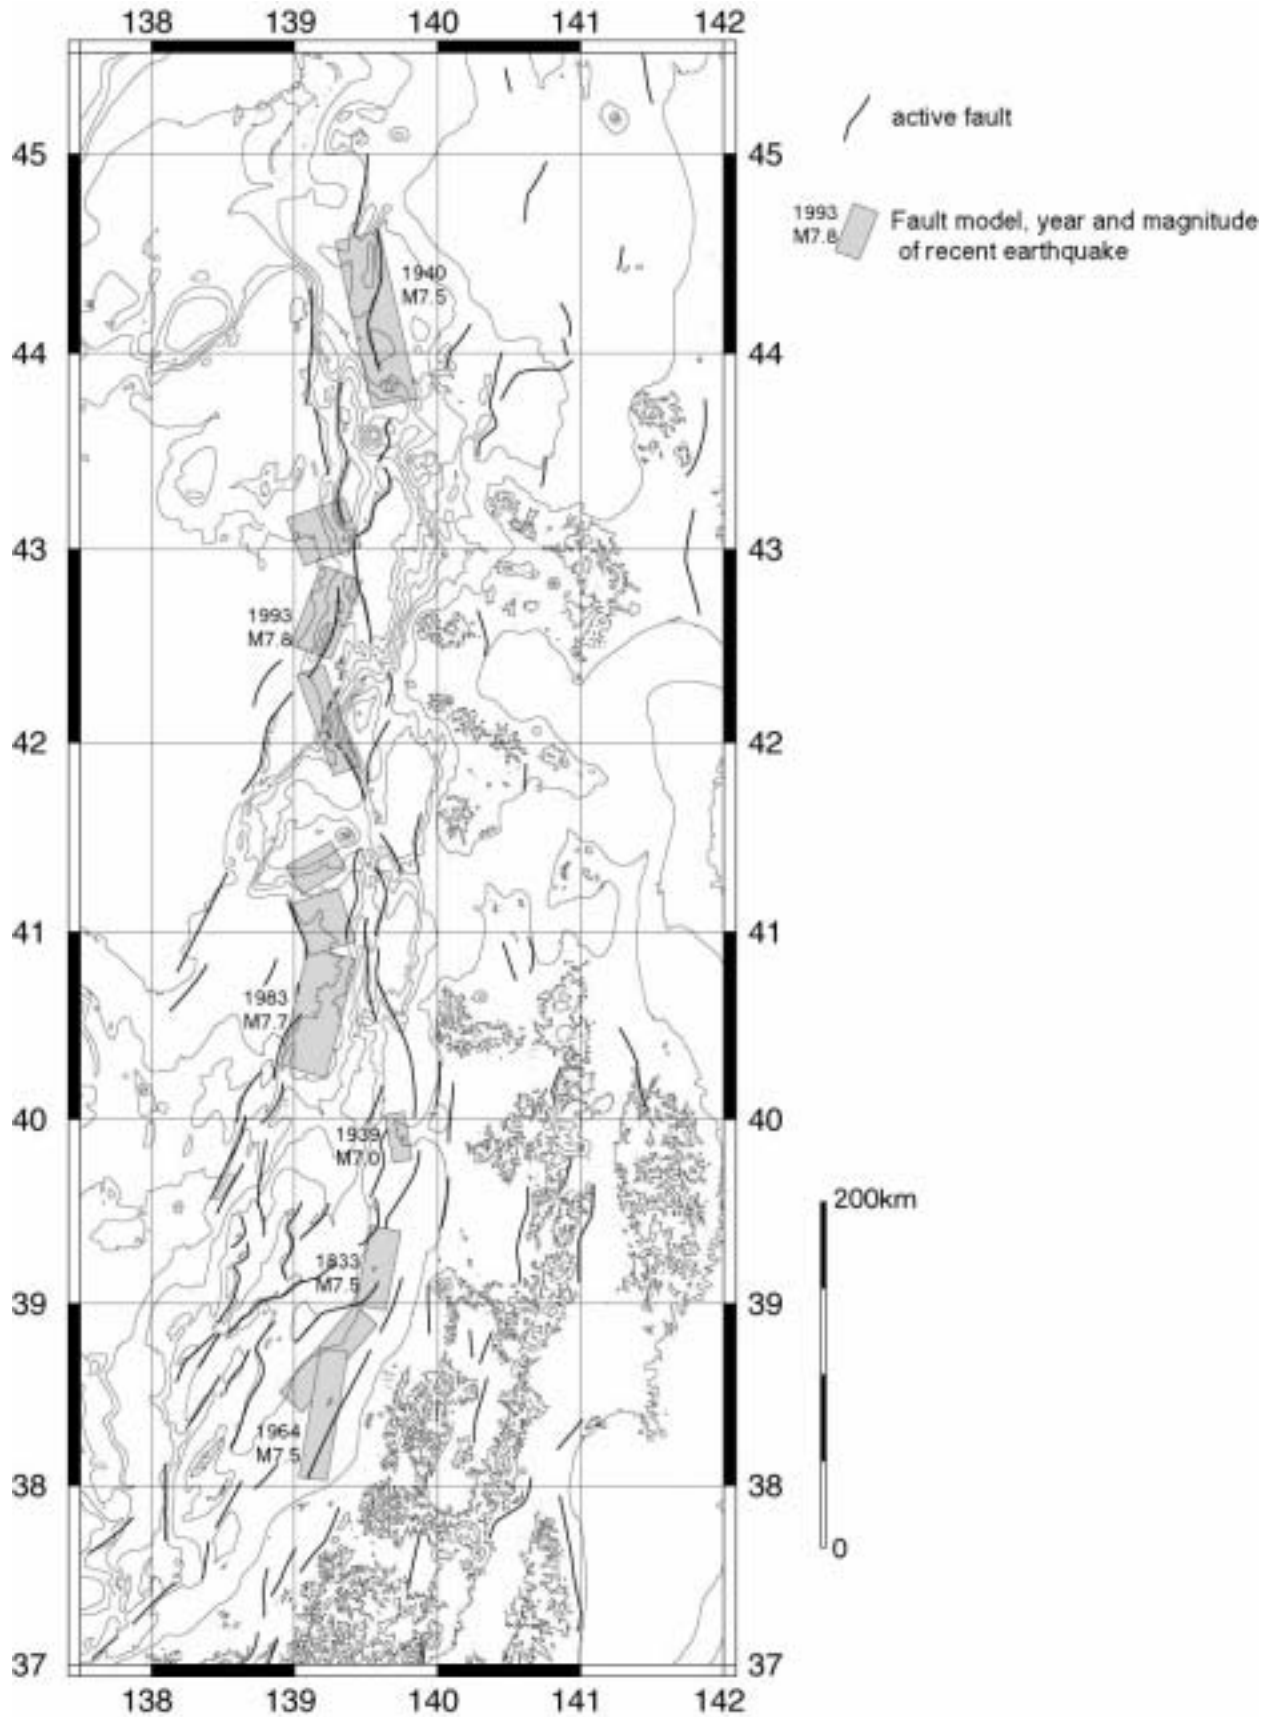 138 139 140 141 142
active fault
45 45
1993
M7.8
Fault model, year and magnitude
of recent earthquake
1940
M7.5
44 44
43 43
1993
M7.8
42 42
41 41
1983
M7.7
40 40
1939
M7.0
200km
1833
M7.5
39 39
1964
M7.5
38 38
0
37 37
138 139 140 141 142